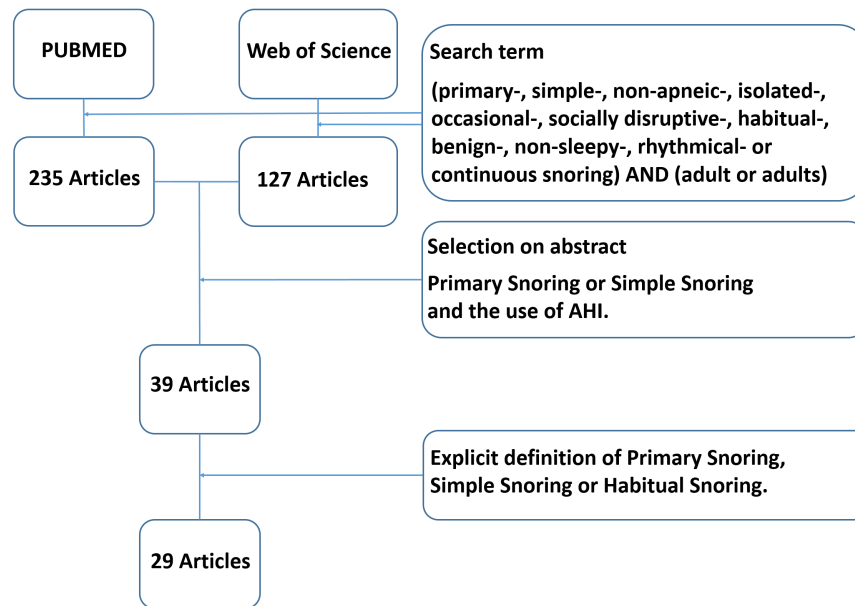 PUBMED
Web of Science
Search term
(primary-, simple-, non-apneic-, isolated-,
occasional-, socially disruptive-, habitual-,
benign-, non-sleepy-, rhythmical- or
continuous snoring) AND (adult or adults)
235 Articles
127 Articles
Selection on abstract
Primary Snoring or Simple Snoring
and the use of AHI.
39 Articles
Explicit definition of Primary Snoring,
Simple Snoring or Habitual Snoring.
29 Articles